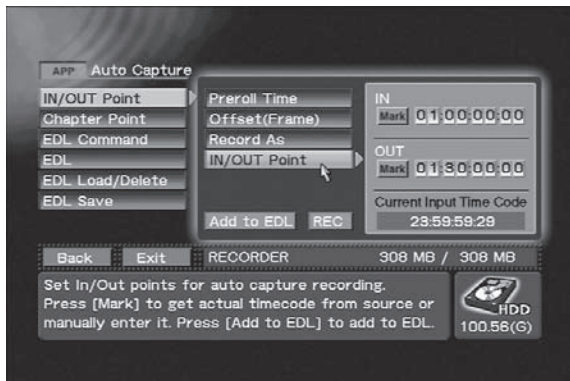 APP Auto Capture
IN/OUT Point
Chapter Point
EDL Command
EDL
EDL Load/Delete
EDL Save
Preroll Time
Offset(Frame)
Record As
IN/OUT Point
Add to EDL REC
IN
Mark 01:00:00:00
OUT
Mark 01:30:00:00
Current Input Time Code
23:59:59:29
Back Exit RECORDER 308 MB / 308 MB
Set In/Out points for auto capture recording.
Press [Mark] to get actual timecode from source or
manually enter it. Press [Add to EDL] to add to EDL.
HDD
100.56(G)